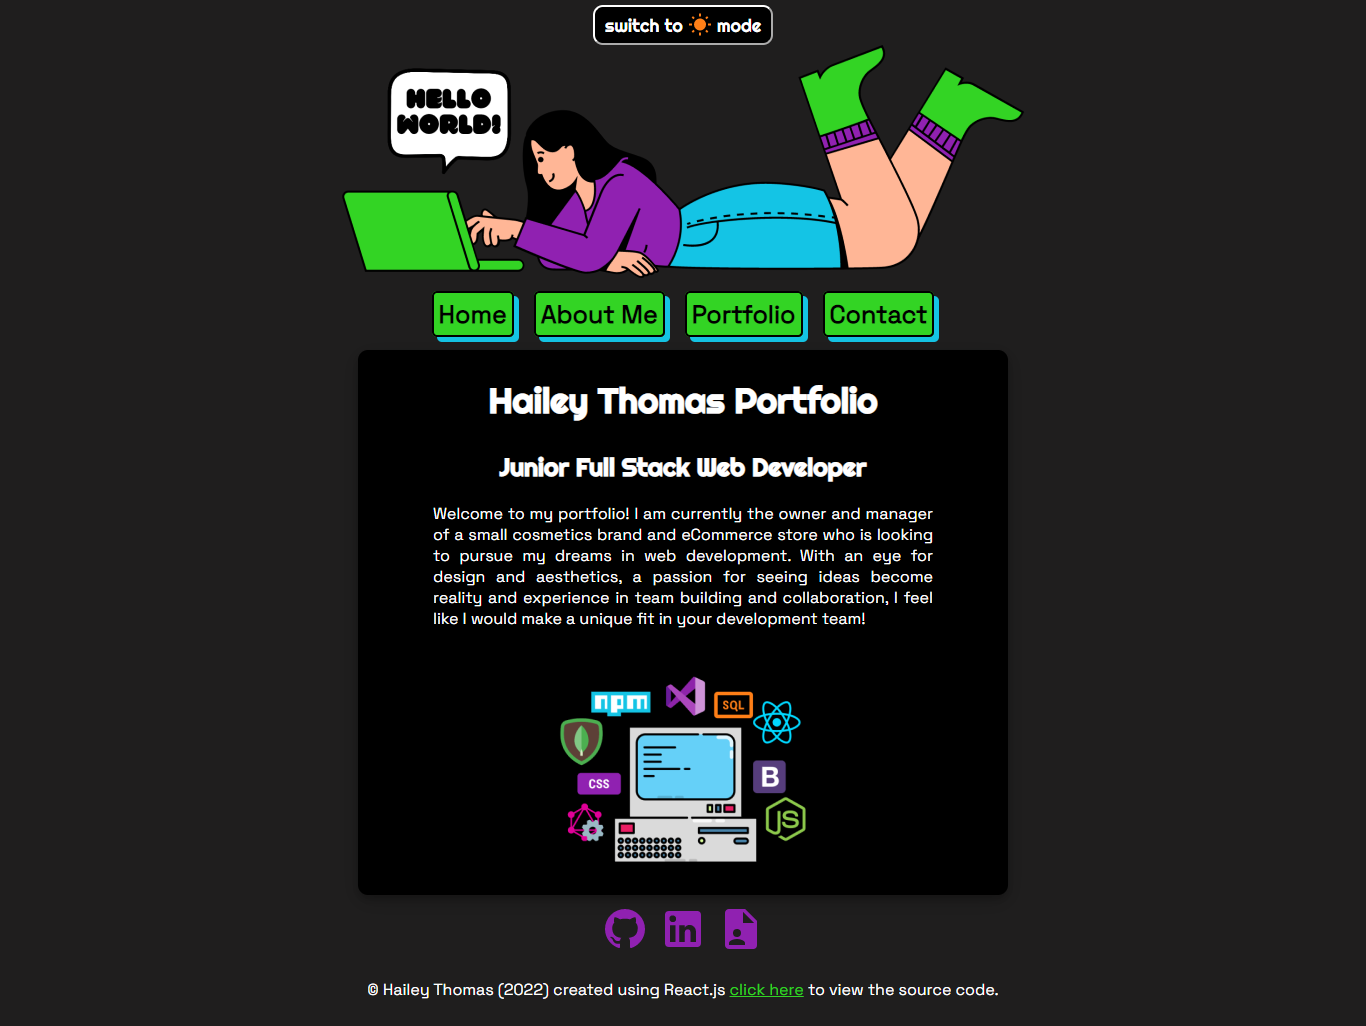 switch to ☀ mode
HELLO
WORLD!
Home About Me Portfolio Contact
Hailey Thomas Portfolio
Junior Full Stack Web Developer
Welcome to my portfolio! I am currently the owner and manager
of a small cosmetics brand and eCommerce store who is looking
to pursue my dreams in web development. With an eye for
design and aesthetics, a passion for seeing ideas become
reality and experience in team building and collaboration, I feel
like I would make a unique fit in your development team!
npm
SQL
CSS
B
JS
in
© Hailey Thomas (2022) created using React.js click here to view the source code.